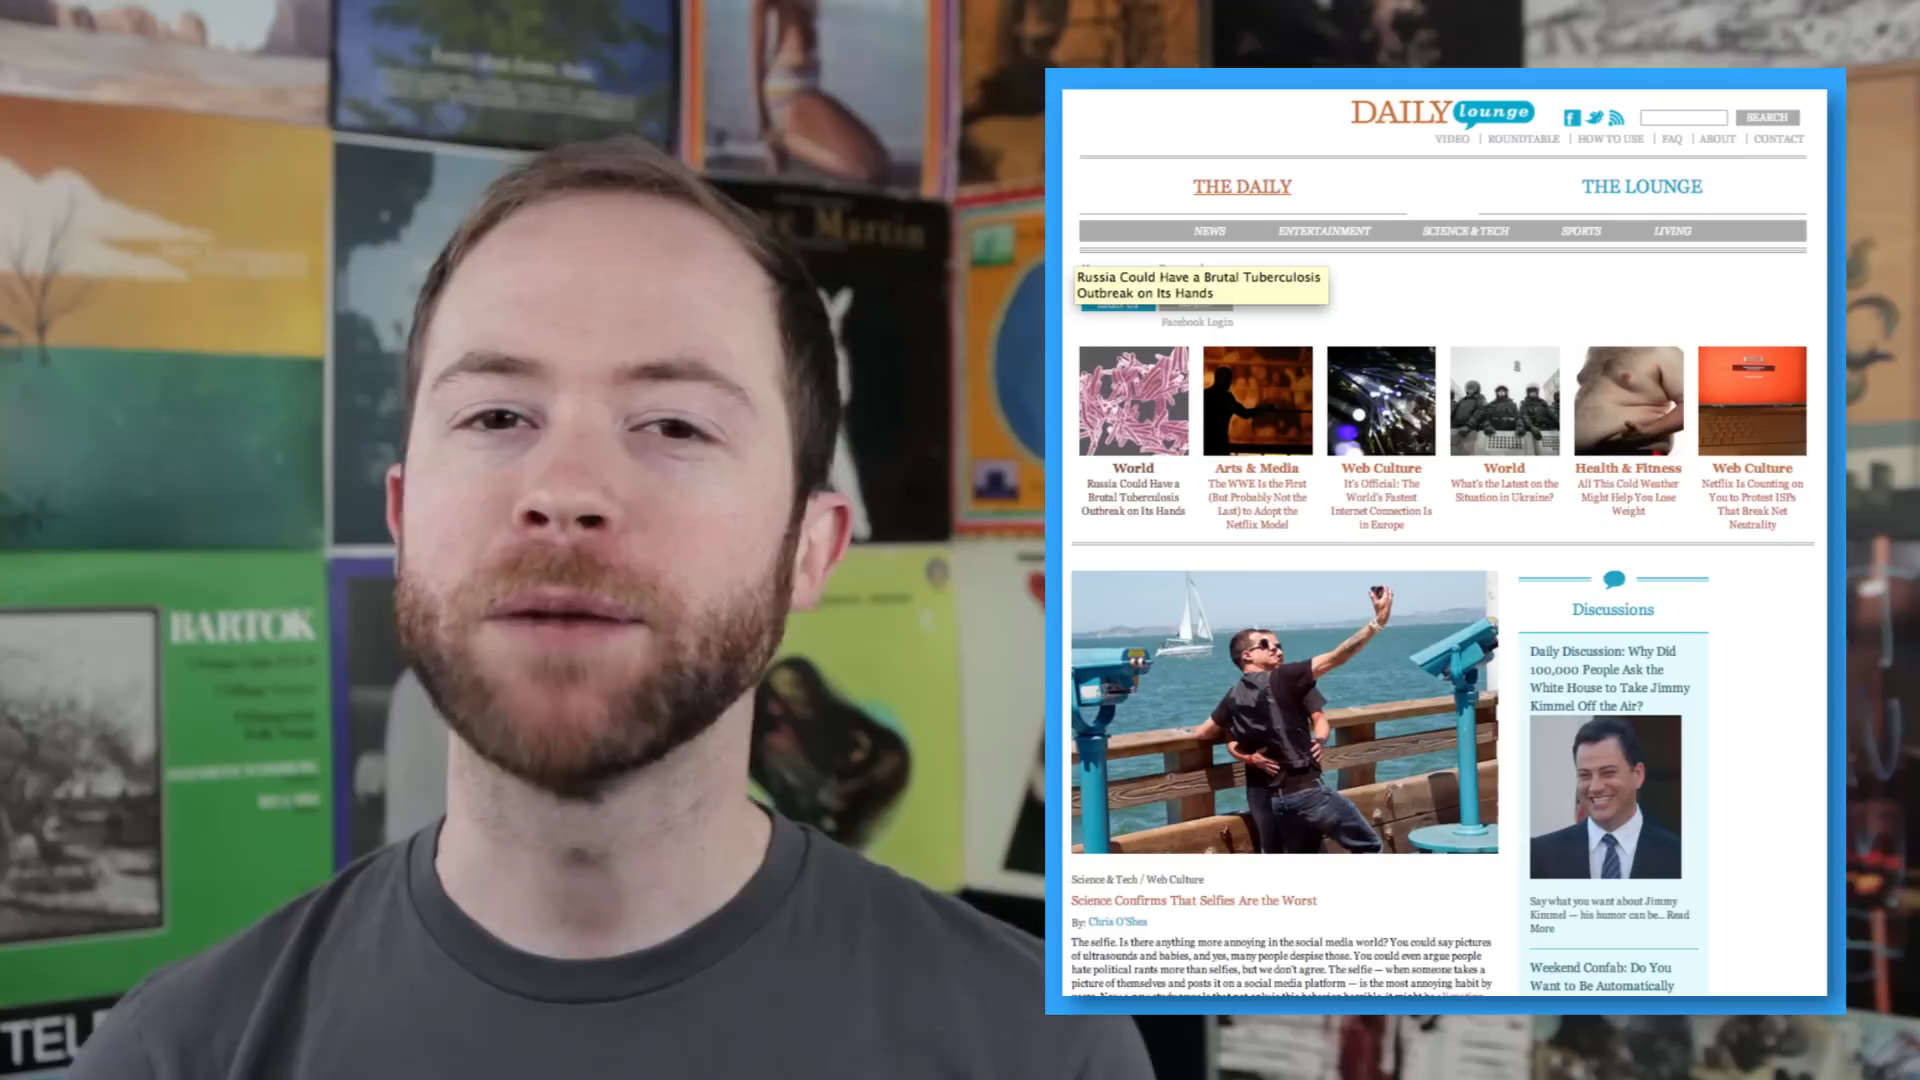 Martin
BARTOK
TEL
DAILY lounge
SEARCH
VIDEO | ROUNDTABLE | HOW TO USE | FAQ | ABOUT | CONTACT
THE DAILY
THE LOUNGE
NEWS ENTERTAINMENT SCIENCE & TECH SPORTS LIVING
Russia Could Have a Brutal Tuberculosis
Outbreak on Its Hands
Facebook Login
World
Russia Could Have a
Brutal Tuberculosis
Outbreak on Its Hands
Arts & Media
The WWE Is the First
(But Probably Not the
Last) to Adopt the
Netflix Model
Web Culture
It's Official: The
World's Fastest
Internet Connection Is
in Europe
World
What's the Latest on the
Situation in Ukraine?
Health & Fitness
All This Cold Weather
Might Help You Lose
Weight
Web Culture
Netflix Is Counting on
You to Protest ISPs
That Break Net
Neutrality
Science & Tech / Web Culture
Science Confirms That Selfies Are the Worst
By: Chris O'Shea
The selfie. Is there anything more annoying in the social media world? You could say pictures
of ultrasounds and babies, and yes, many people despise those. You could even argue people
hate political rants more than selfies, but we don't agree. The selfie — when someone takes a
picture of themselves and posts it on a social media platform — is the most annoying habit by
Discussions
Daily Discussion: Why Did
100,000 People Ask the
White House to Take Jimmy
Kimmel Off the Air?
Say what you want about Jimmy
Kimmel — his humor can be... Read
More
Weekend Confab: Do You
Want to Be Automatically